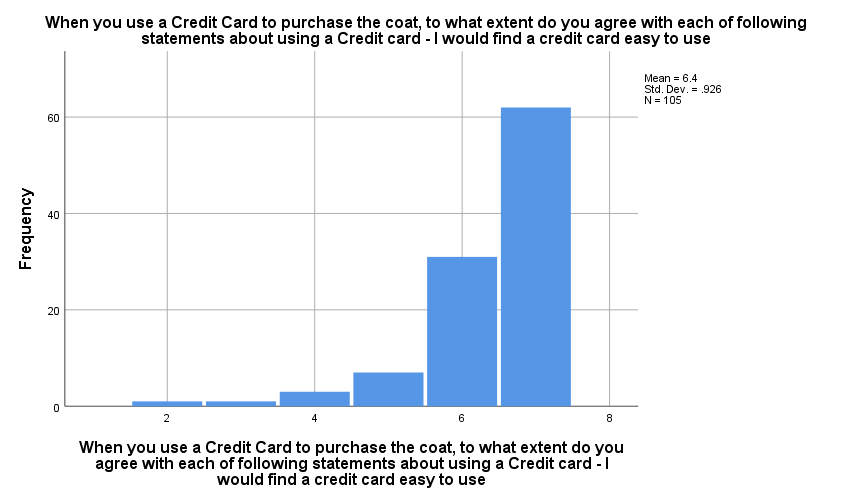 When you use a Credit Card to purchase the coat, to what extent do you agree with each of following
statements about using a Credit card - I would find a credit card easy to use
Mean = 6.4
Std. Dev. = .926
N = 105
60
40
20
0
Frequency
2
4
6
8
When you use a Credit Card to purchase the coat, to what extent do you
agree with each of following statements about using a Credit card - I
would find a credit card easy to use